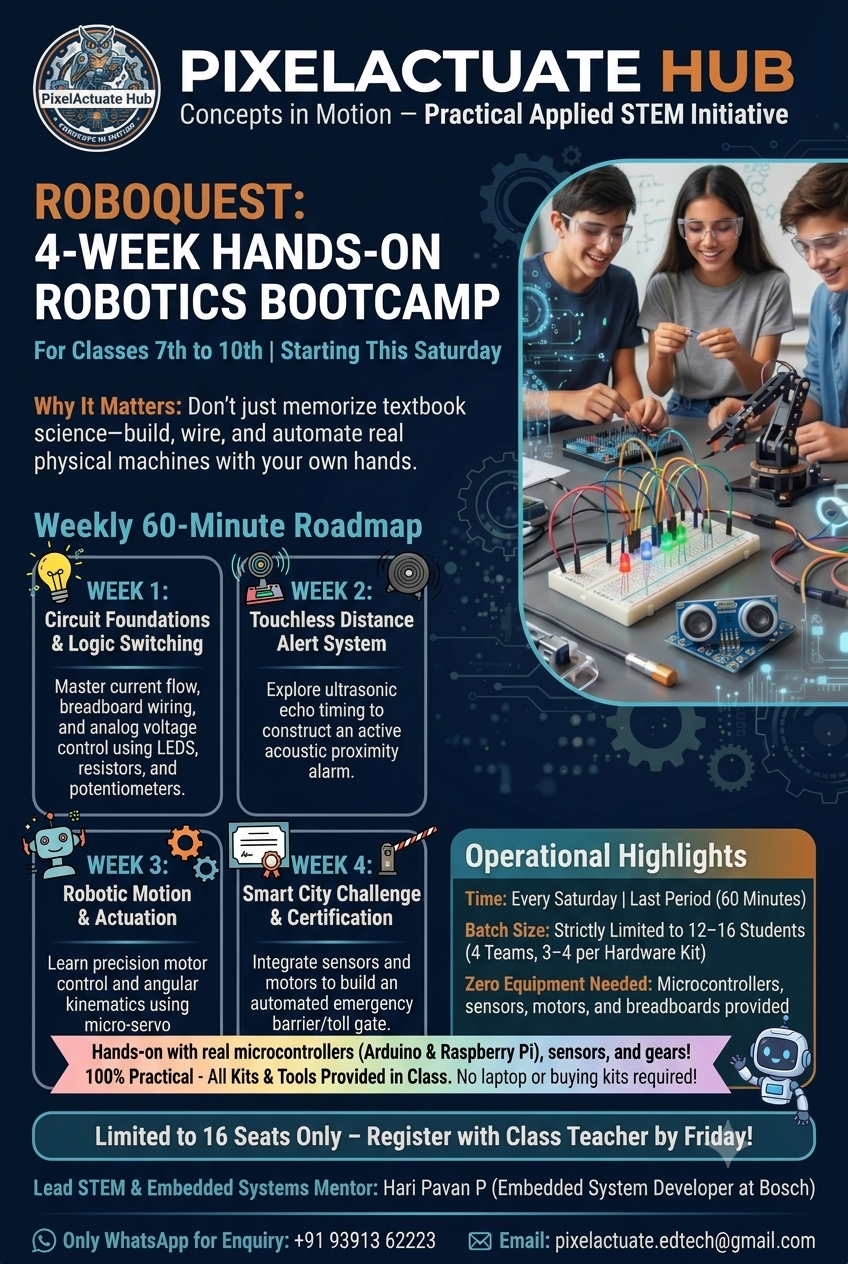 PixelActuate Hub
PIXELACTUATE HUB
Concepts in Motion — Practical Applied STEM Initiative
ROBOQUEST:
4-WEEK HANDS-ON
ROBOTICS BOOTCAMP
For Classes 7th to 10th | Starting This Saturday
Why It Matters: Don't just memorize textbook
science—build, wire, and automate real
physical machines with your own hands.
Weekly 60-Minute Roadmap
WEEK 1:
Circuit Foundations
& Logic Switching
Master current flow,
breadboard wiring,
and analog voltage
control using LEDS,
resistors, and
potentiometers.
WEEK 2:
Touchless Distance
Alert System
Explore ultrasonic
echo timing to
construct an active
acoustic proximity
alarm.
WEEK 3:
Robotic Motion
& Actuation
Learn precision motor
control and angular
kinematics using
micro-servo
WEEK 4:
Smart City Challenge
& Certification
Integrate sensors and
motors to build an
automated emergency
barrier/toll gate.
Operational Highlights
Time: Every Saturday | Last Period (60 Minutes)
Batch Size: Strictly Limited to 12–16 Students
(4 Teams, 3–4 per Hardware Kit)
Zero Equipment Needed: Microcontrollers,
sensors, motors, and breadboards provided
Hands-on with real microcontrollers (Arduino & Raspberry Pi), sensors, and gears!
100% Practical - All Kits & Tools Provided in Class. No laptop or buying kits required!
Limited to 16 Seats Only – Register with Class Teacher by Friday!
Lead STEM & Embedded Systems Mentor: Hari Pavan P (Embedded System Developer at Bosch)
Only WhatsApp for Enquiry: +91 93913 62223
Email: pixelactuate.edtech@gmail.com